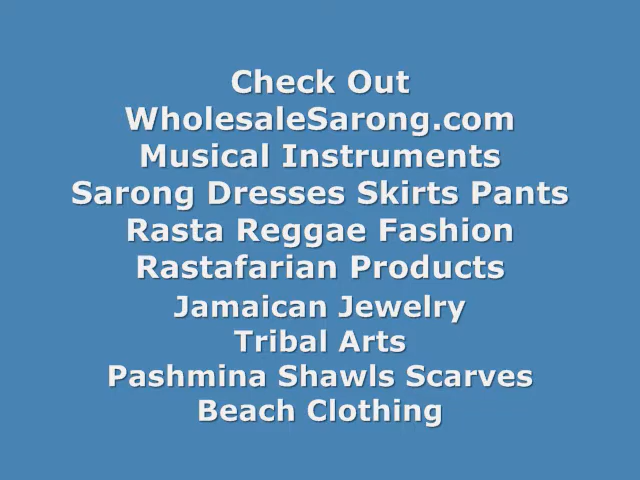 Check Out
WholesaleSarong.com
Musical Instruments
Sarong Dresses Skirts Pants
Rasta Reggae Fashion
Rastafarian Products
Jamaican Jewelry
Tribal Arts
Pashmina Shawls Scarves
Beach Clothing